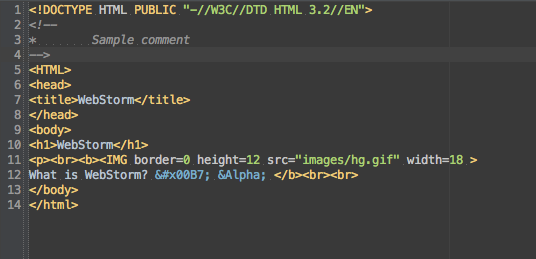 1 <!DOCTYPE HTML PUBLIC "-//W3C//DTD HTML 3.2//EN">
2 <!--
3 *        Sample comment
4 -->
5 <HTML>
6 <head>
7 <title>WebStorm</title>
8 </head>
9 <body>
10 <h1>WebStorm</h1>
11 <p><br><b><IMG border=0 height=12 src="images/hg.gif" width=18 >
12 What is WebStorm? &#x00B7; &Alpha; </b><br><br>
13 </body>
14 </html>